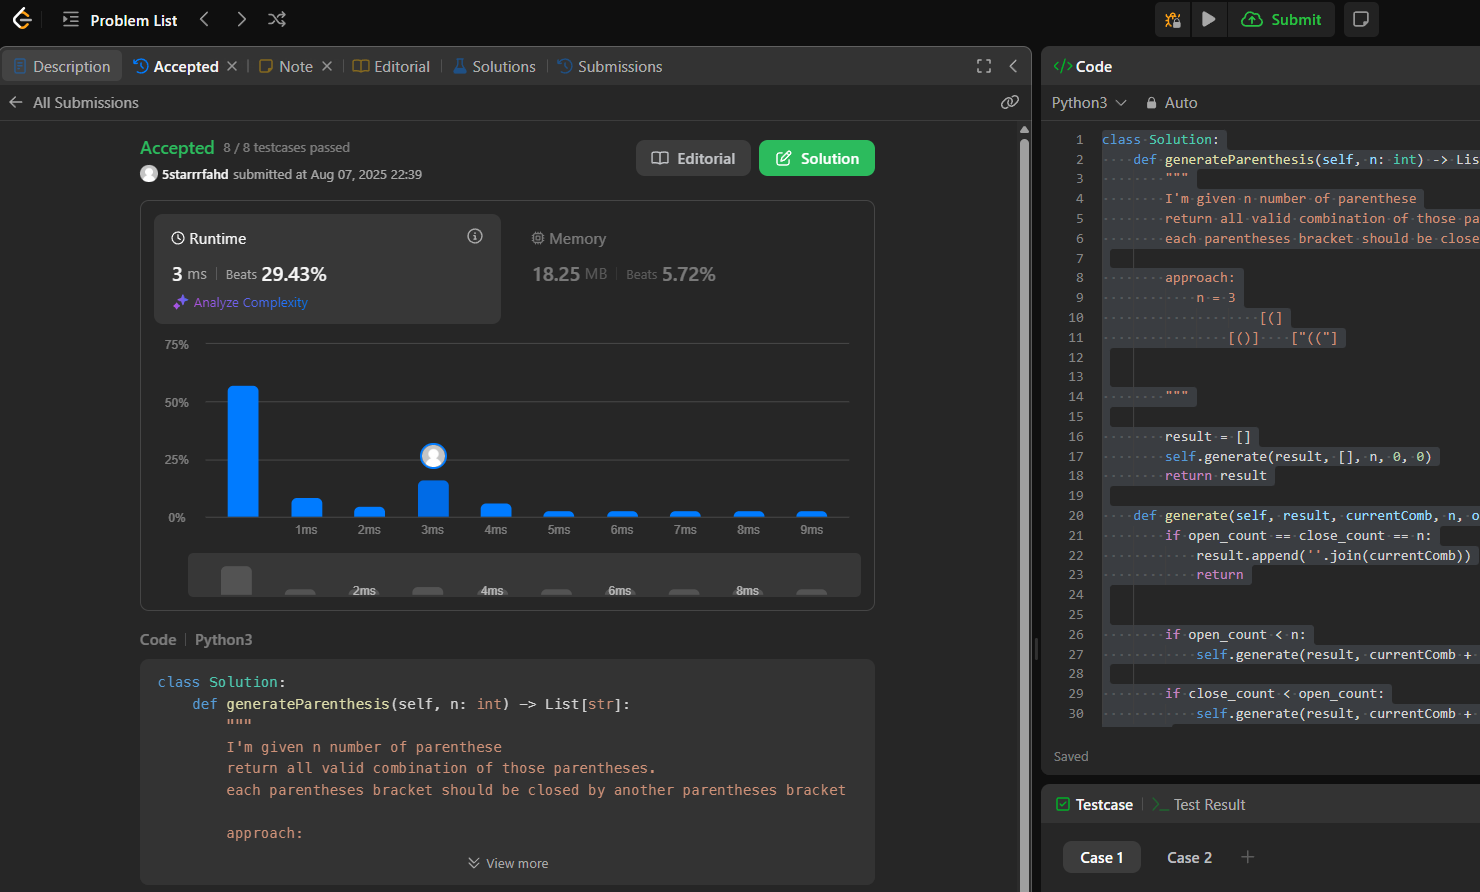 Problem List
Submit
Description
Accepted
Note
Editorial
Solutions
Submissions
All Submissions
Accepted 8 / 8 testcases passed
5starrrfahd submitted at Aug 07, 2025 22:39
Editorial
Solution
Runtime
3 ms | Beats 29.43%
Analyze Complexity
Memory
18.25 MB | Beats 5.72%
75%
50%
25%
0%
1ms 2ms 3ms 4ms 5ms 6ms 7ms 8ms 9ms
2ms 4ms 6ms 8ms
Code | Python3
class Solution:
    def generateParenthesis(self, n: int) -> List[str]:
        """
        I'm given n number of parenthese
        return all valid combination of those parentheses.
        each parentheses bracket should be closed by another parentheses bracket
        approach:
View more
</> Code
Python3
Auto
1 class Solution:
2     def generateParenthesis(self, n: int) -> Lis
3         """
4         I'm given n number of parenthese
5         return all valid combination of those pa
6         each parentheses bracket should be close
7
8         approach:
9             n = 3
10                     [(]
11                 [()]    ["(("]
12
13
14         """
15
16         result = []
17         self.generate(result, [], n, 0, 0)
18         return result
19
20     def generate(self, result, currentComb, n, o
21         if open_count == close_count == n:
22             result.append(''.join(currentComb))
23             return
24
25
26         if open_count < n:
27             self.generate(result, currentComb +
28
29         if close_count < open_count:
30             self.generate(result, currentComb +
Saved
Testcase
>_ Test Result
Case 1
Case 2
+